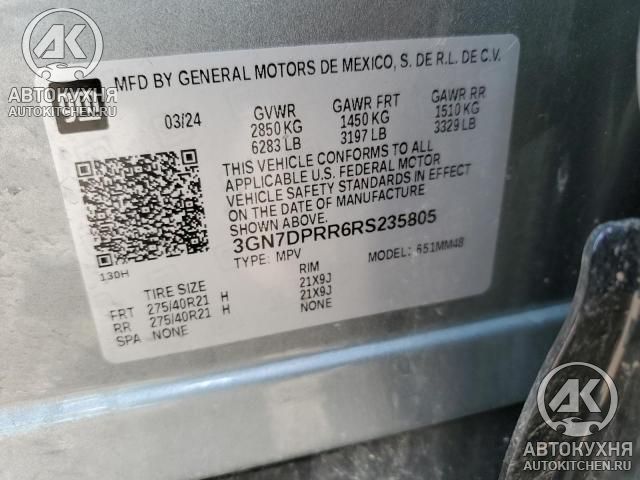 MFD BY GENERAL MOTORS DE MEXICO, S. DE R.L. DE C.V.
03/24 GVWR GAWR FRT GAWR RR
2850 KG 1450 KG 1510 KG
6283 LB 3197 LB 3329 LB
THIS VEHICLE CONFORMS TO ALL
APPLICABLE U.S. FEDERAL MOTOR
VEHICLE SAFETY STANDARDS IN EFFECT
ON THE DATE OF MANUFACTURE
SHOWN ABOVE.
3GN7DPRR6RS235805
TYPE: MPV MODEL: 651MM48
130H
TIRE SIZE RIM
FRT 275/40R21 H 21X9J
RR 275/40R21 H 21X9J
SPA NONE NONE
АВТОКУХНЯ
AUTOKITCHEN.RU
АВТОКУХНЯ
AUTOKITCHEN.RU
АК
АВТОКУХНЯ
AUTOKITCHEN.RU